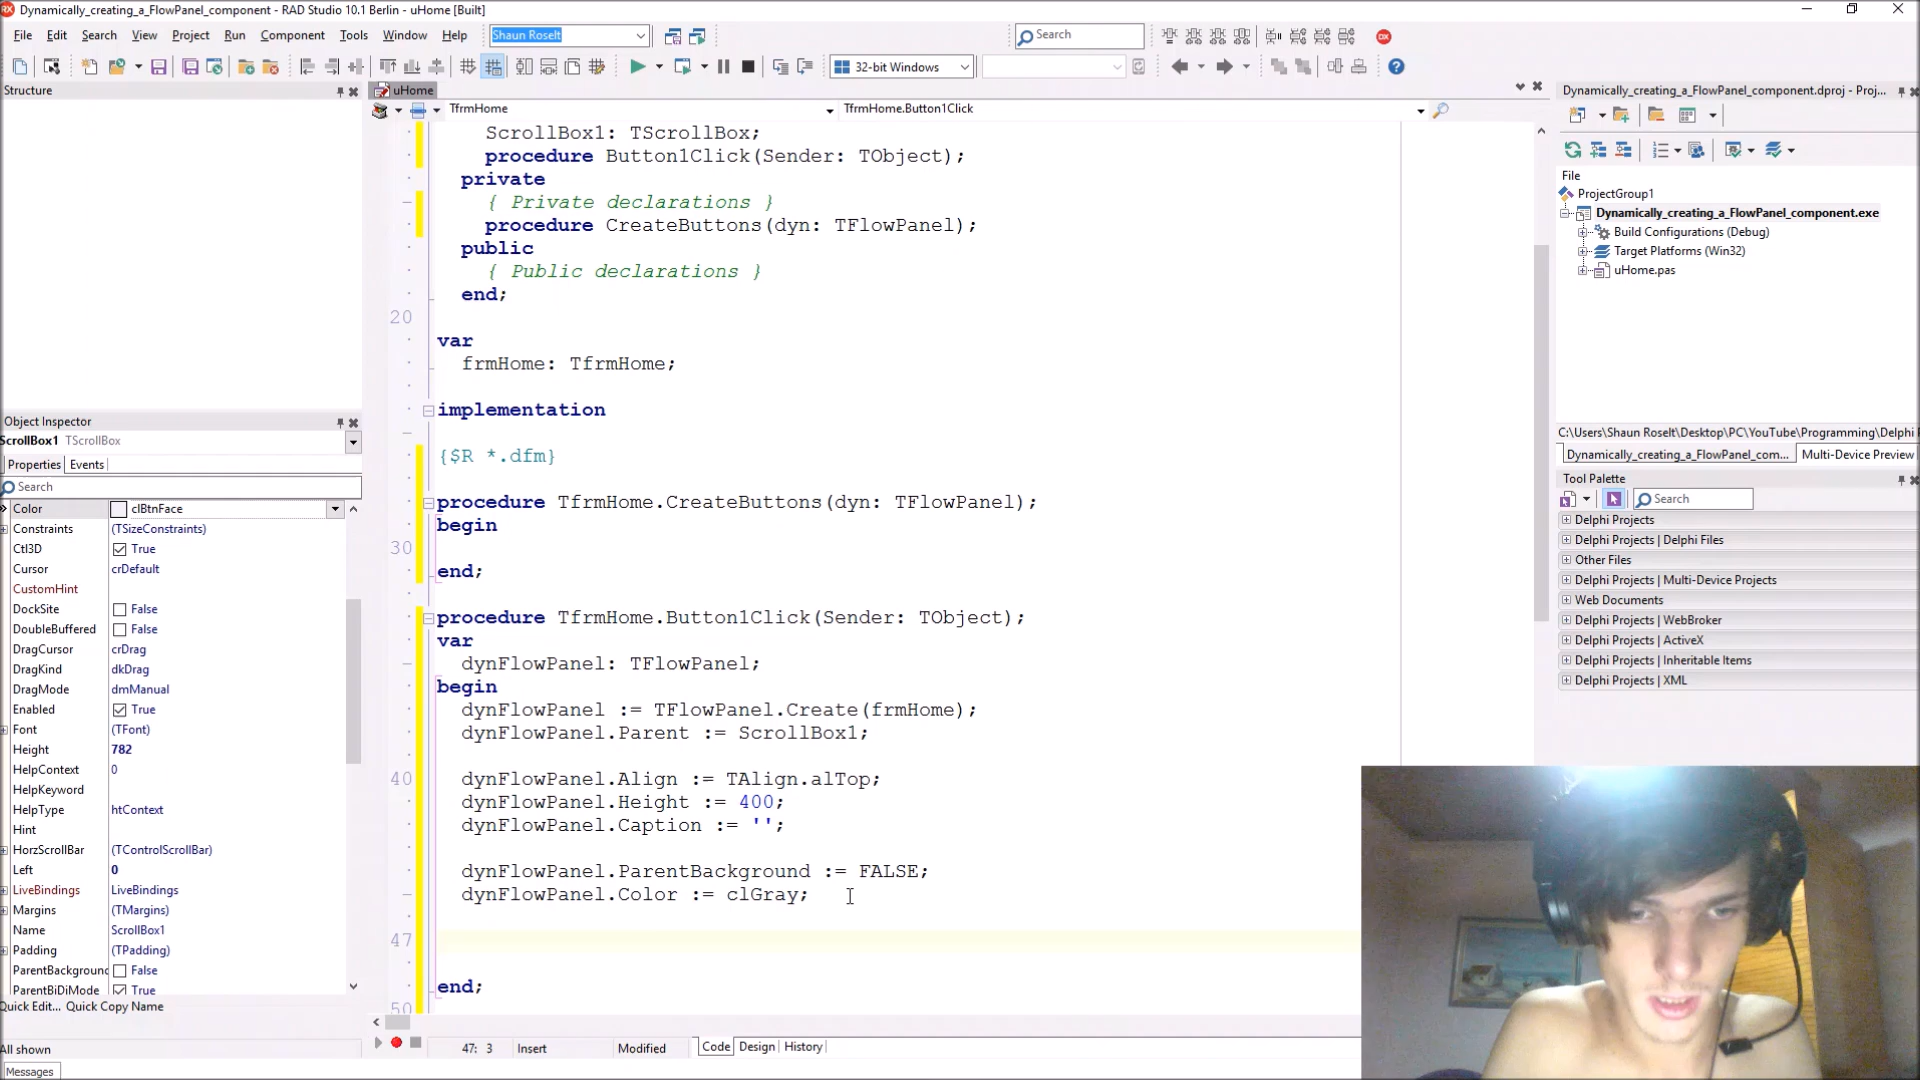 Dynamically_creating_a_FlowPanel_component - RAD Studio 10.1 Berlin - uHome [Built]
File Edit Search View Project Run Component Tools Window Help Shaun Roselt Search
32-bit Windows
Structure
uHome
TfrmHome TfrmHome.Button1Click
ScrollBox1: TScrollBox;
procedure Button1Click(Sender: TObject);
private
{ Private declarations }
procedure CreateButtons(dyn: TFlowPanel);
public
{ Public declarations }
end;
20
var
frmHome: TfrmHome;
implementation
{$R *.dfm}
procedure TfrmHome.CreateButtons(dyn: TFlowPanel);
begin
30
end;
procedure TfrmHome.Button1Click(Sender: TObject);
var
dynFlowPanel: TFlowPanel;
begin
dynFlowPanel := TFlowPanel.Create(frmHome);
dynFlowPanel.Parent := ScrollBox1;
40 dynFlowPanel.Align := TAlign.alTop;
dynFlowPanel.Height := 400;
dynFlowPanel.Caption := '';
dynFlowPanel.ParentBackground := FALSE;
dynFlowPanel.Color := clGray;
47
end;
50
47: 3 Insert Modified Code Design History
Object Inspector
ScrollBox1 TScrollBox
Properties Events
Search
Color clBtnFace
Constraints (TSizeConstraints)
Ctl3D True
Cursor crDefault
CustomHint
DockSite False
DoubleBuffered False
DragCursor crDrag
DragKind dkDrag
DragMode dmManual
Enabled True
Font (TFont)
Height 782
HelpContext 0
HelpKeyword
HelpType htContext
Hint
HorzScrollBar (TControlScrollBar)
Left 0
LiveBindings LiveBindings
Margins (TMargins)
Name ScrollBox1
Padding (TPadding)
ParentBackground False
ParentBiDiMode True
Quick Edit... Quick Copy Name
All shown
Messages
Dynamically_creating_a_FlowPanel_component.dproj - Proj...
File
ProjectGroup1
Dynamically_creating_a_FlowPanel_component.exe
Build Configurations (Debug)
Target Platforms (Win32)
uHome.pas
C:\Users\Shaun Roselt\Desktop\PC\YouTube\Programming\Delphi
Dynamically_creating_a_FlowPanel_com... Multi-Device Preview
Tool Palette
Search
Delphi Projects
Delphi Projects | Delphi Files
Other Files
Delphi Projects | Multi-Device Projects
Web Documents
Delphi Projects | WebBroker
Delphi Projects | ActiveX
Delphi Projects | Inheritable Items
Delphi Projects | XML